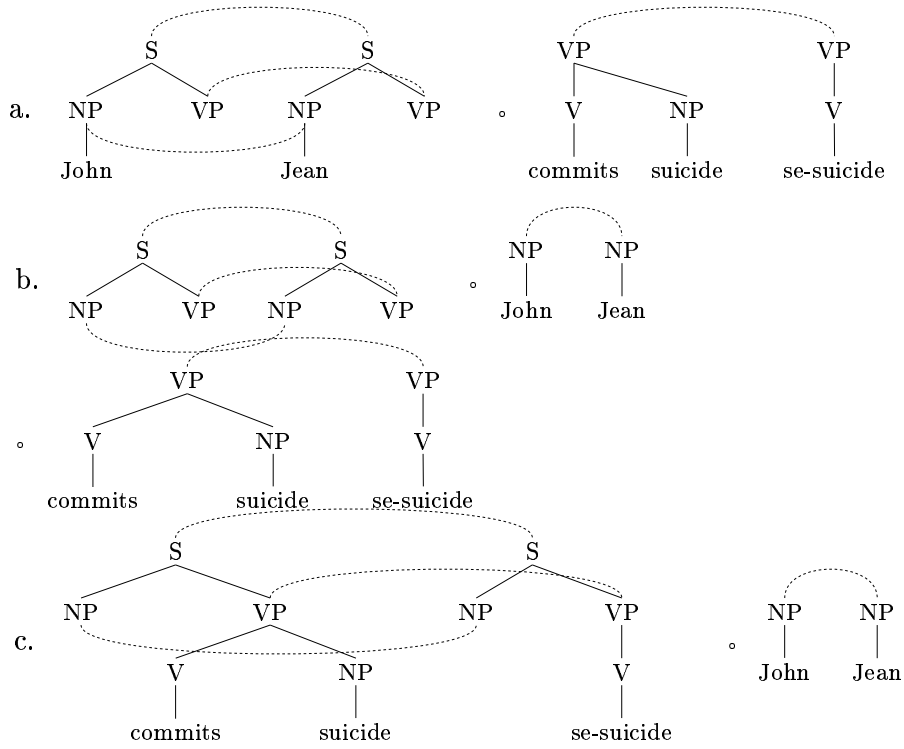 S S VP VP
a. NP VP NP VP ∘ V NP V
John Jean commits suicide se-suicide
S S NP NP
b. NP VP NP VP ∘ John Jean
VP VP
∘ V NP V
commits suicide se-suicide
S S
NP VP NP VP NP NP
c. V NP V ∘ John Jean
commits suicide se-suicide